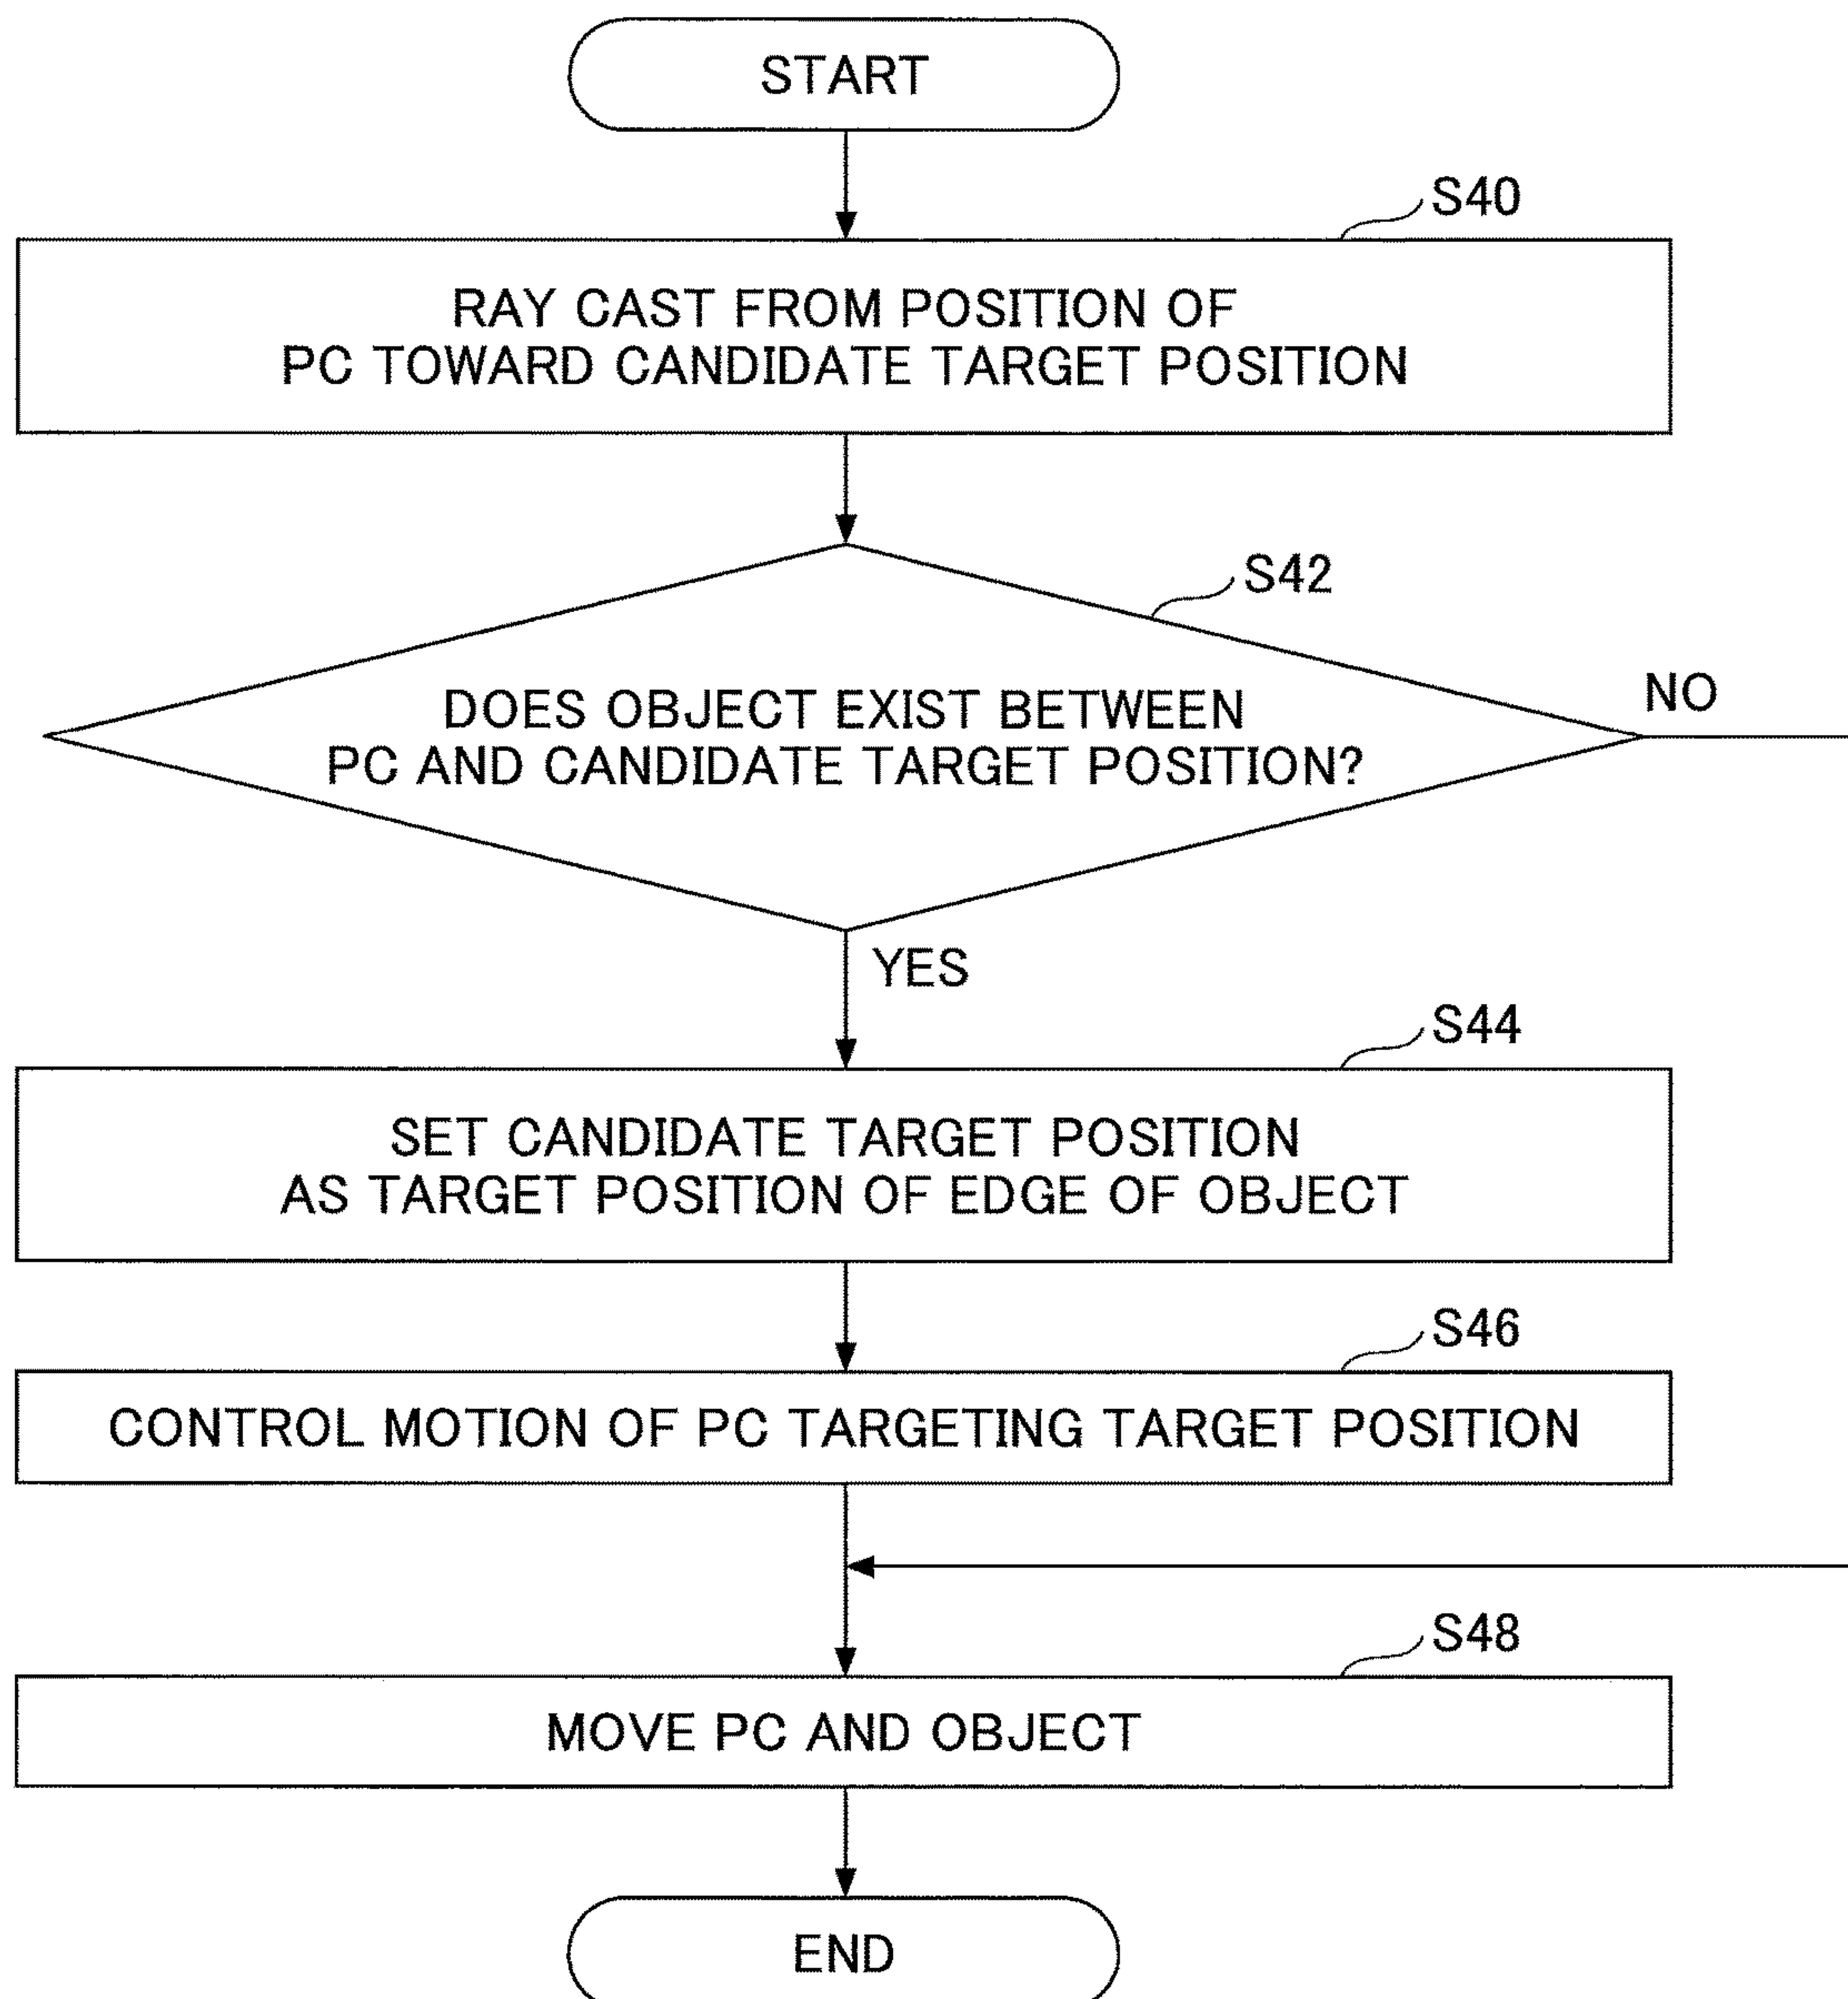 START
S40
RAY CAST FROM POSITION OF
PC TOWARD CANDIDATE TARGET POSITION
S42
DOES OBJECT EXIST BETWEEN
PC AND CANDIDATE TARGET POSITION?
NO
YES
S44
SET CANDIDATE TARGET POSITION
AS TARGET POSITION OF EDGE OF OBJECT
S46
CONTROL MOTION OF PC TARGETING TARGET POSITION
S48
MOVE PC AND OBJECT
END